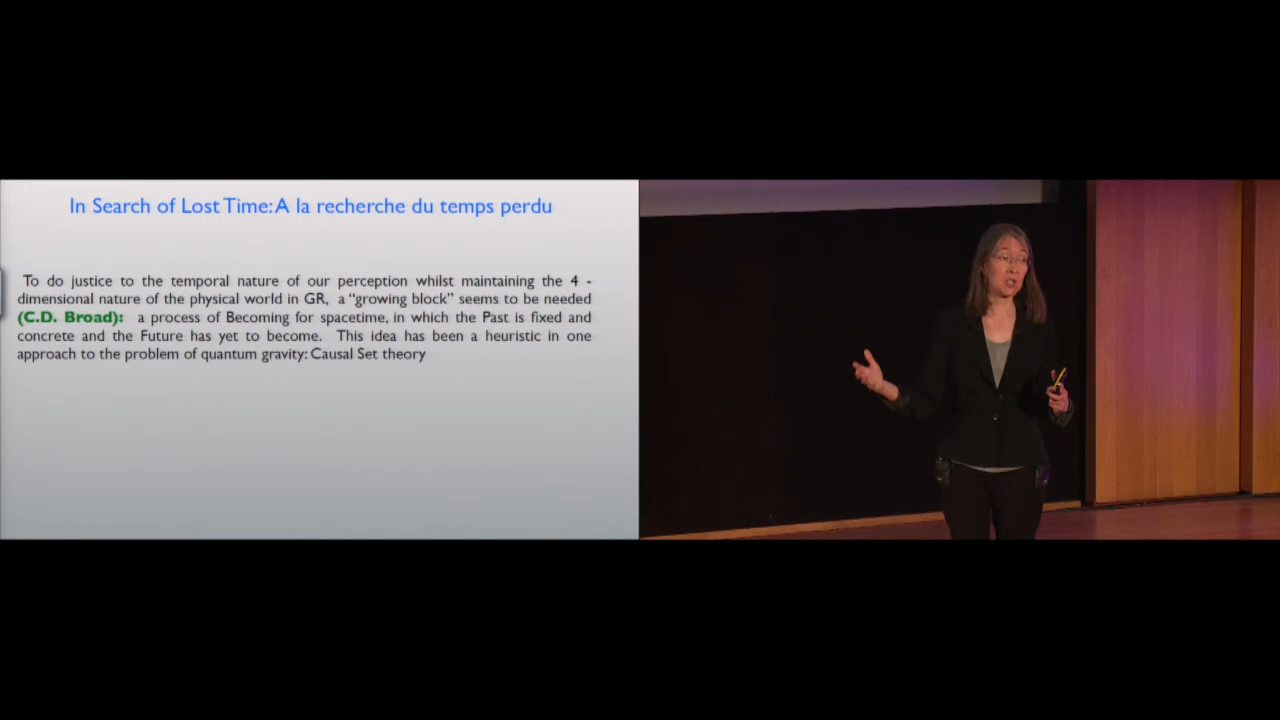 In Search of Lost Time: A la recherche du temps perdu
To do justice to the temporal nature of our perception whilst maintaining the 4 -
dimensional nature of the physical world in GR, a “growing block” seems to be needed
(C.D. Broad): a process of Becoming for spacetime, in which the Past is fixed and
concrete and the Future has yet to become. This idea has been a heuristic in one
approach to the problem of quantum gravity: Causal Set theory